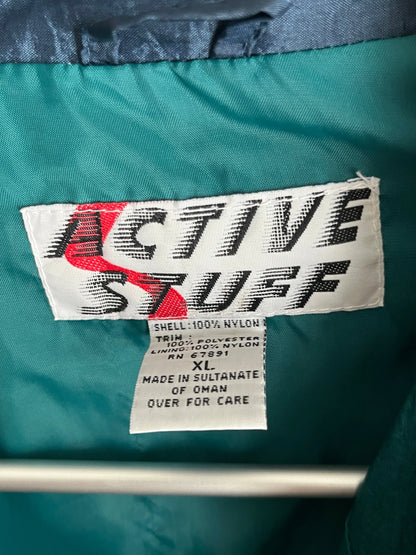 ACTIVE
STUFF
SHELL: 100% NYLON
TRIM :
100% POLYESTER
LINING: 100% NYLON
RN 67891
XL
MADE IN SULTANATE
OF OMAN
OVER FOR CARE